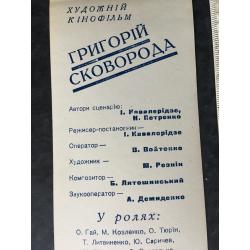 ХУДОЖНІЙ
КІНОФІЛЬМ
ГРИГОРІЙ
СКОВОРОДА
Автори сценарію:
І. Кавалерідзе,
Н. Петренко
Режисер-постановник —
І. Кавалерідзе
Оператор —
В. Войтенко
Художник —
М. Резнік
Композитор —
Б. Лятошинський
Звукооператор —
А. Демиденко
У ролях:
О. Гай, М. Козленко, О. Тюрін,
Т. Литвиненко, Ю. Саричев,